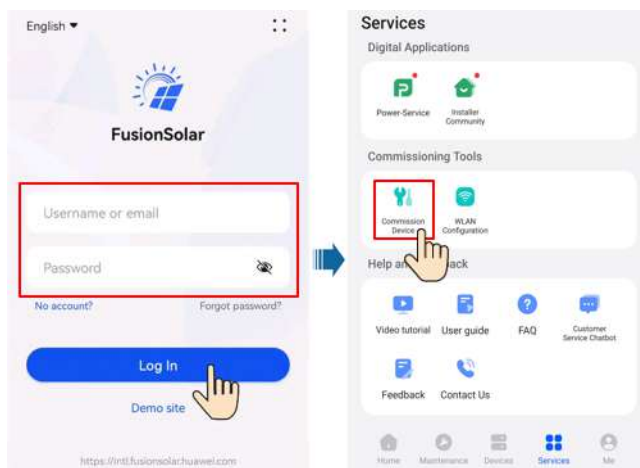 English
FusionSolar
Username or email
Password
No account?
Forgot password?
Log In
Demo site
https://intl.fusionsolar.huawei.com
Services
Digital Applications
Power-Service
Installer
Community
Commissioning Tools
Commission
Device
WLAN
Configuration
Help an
ack
Video tutorial
User guide
FAQ
Customer
Service Chatbot
Feedback
Contact Us
Home
Maintenance
Devices
Services
Me